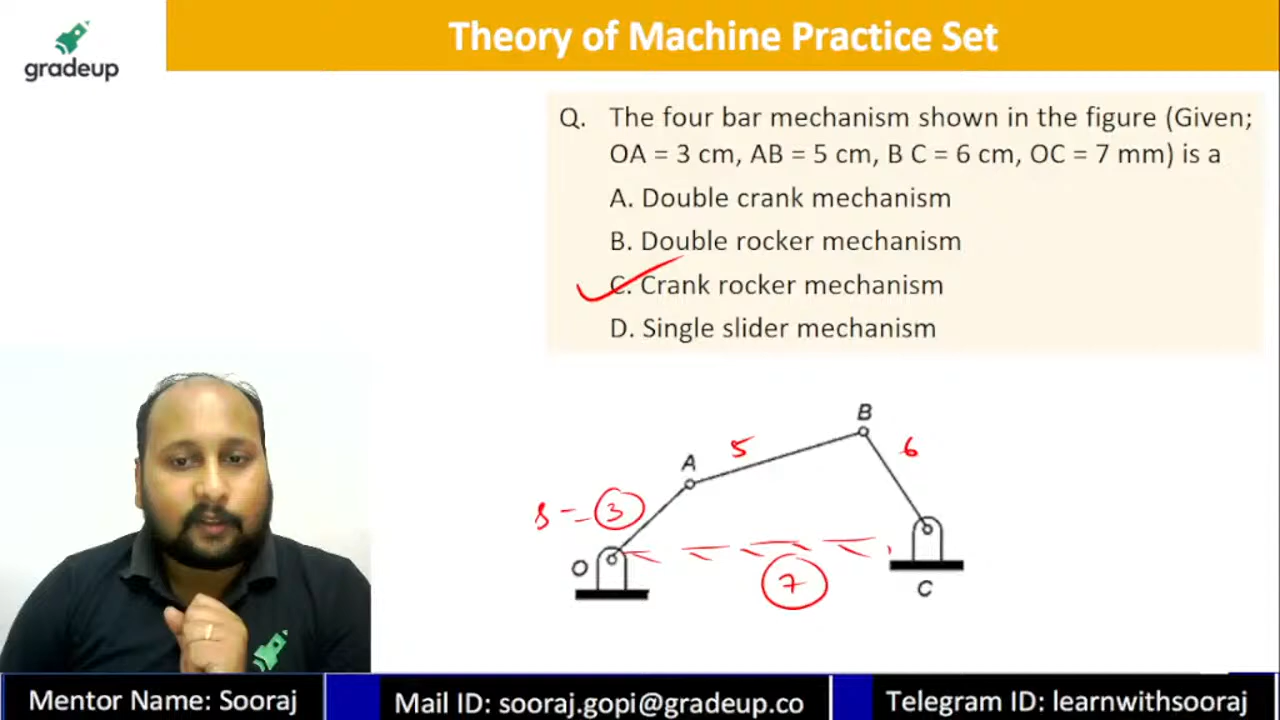 gradeup
Theory of Machine Practice Set
Q. The four bar mechanism shown in the figure (Given;
OA = 3 cm, AB = 5 cm, B C = 6 cm, OC = 7 mm) is a
A. Double crank mechanism
B. Double rocker mechanism
C. Crank rocker mechanism
D. Single slider mechanism
B
5
6
A
s = 3
O
7
C
Mentor Name: Sooraj
Mail ID: sooraj.gopi@gradeup.co
Telegram ID: learnwithsooraj